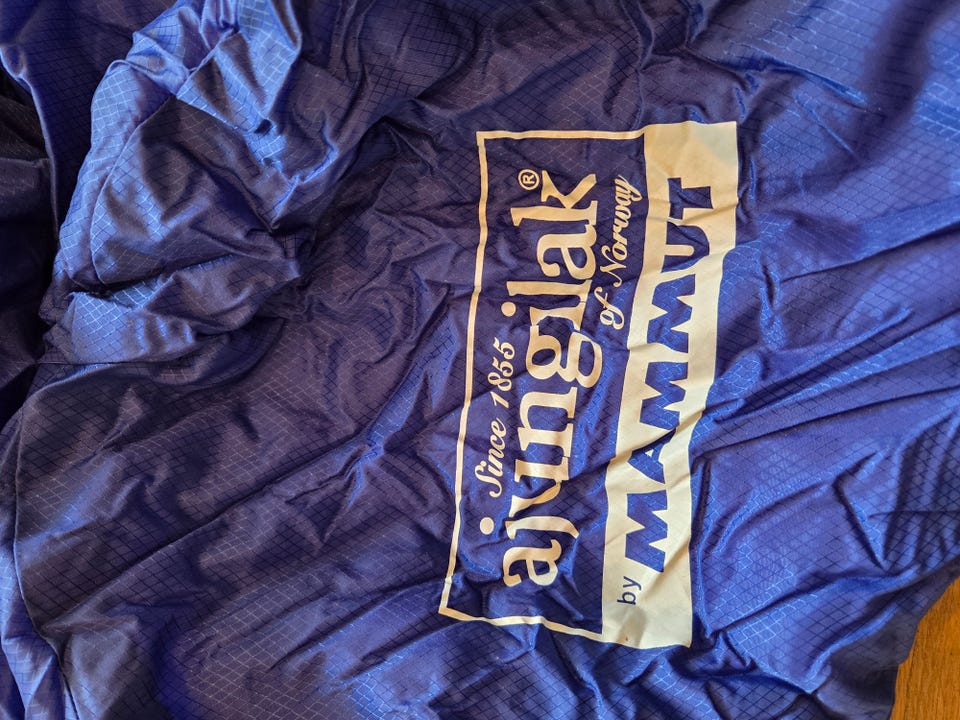 Since 1855
ajungilak®
of Norway
by MAMMUT